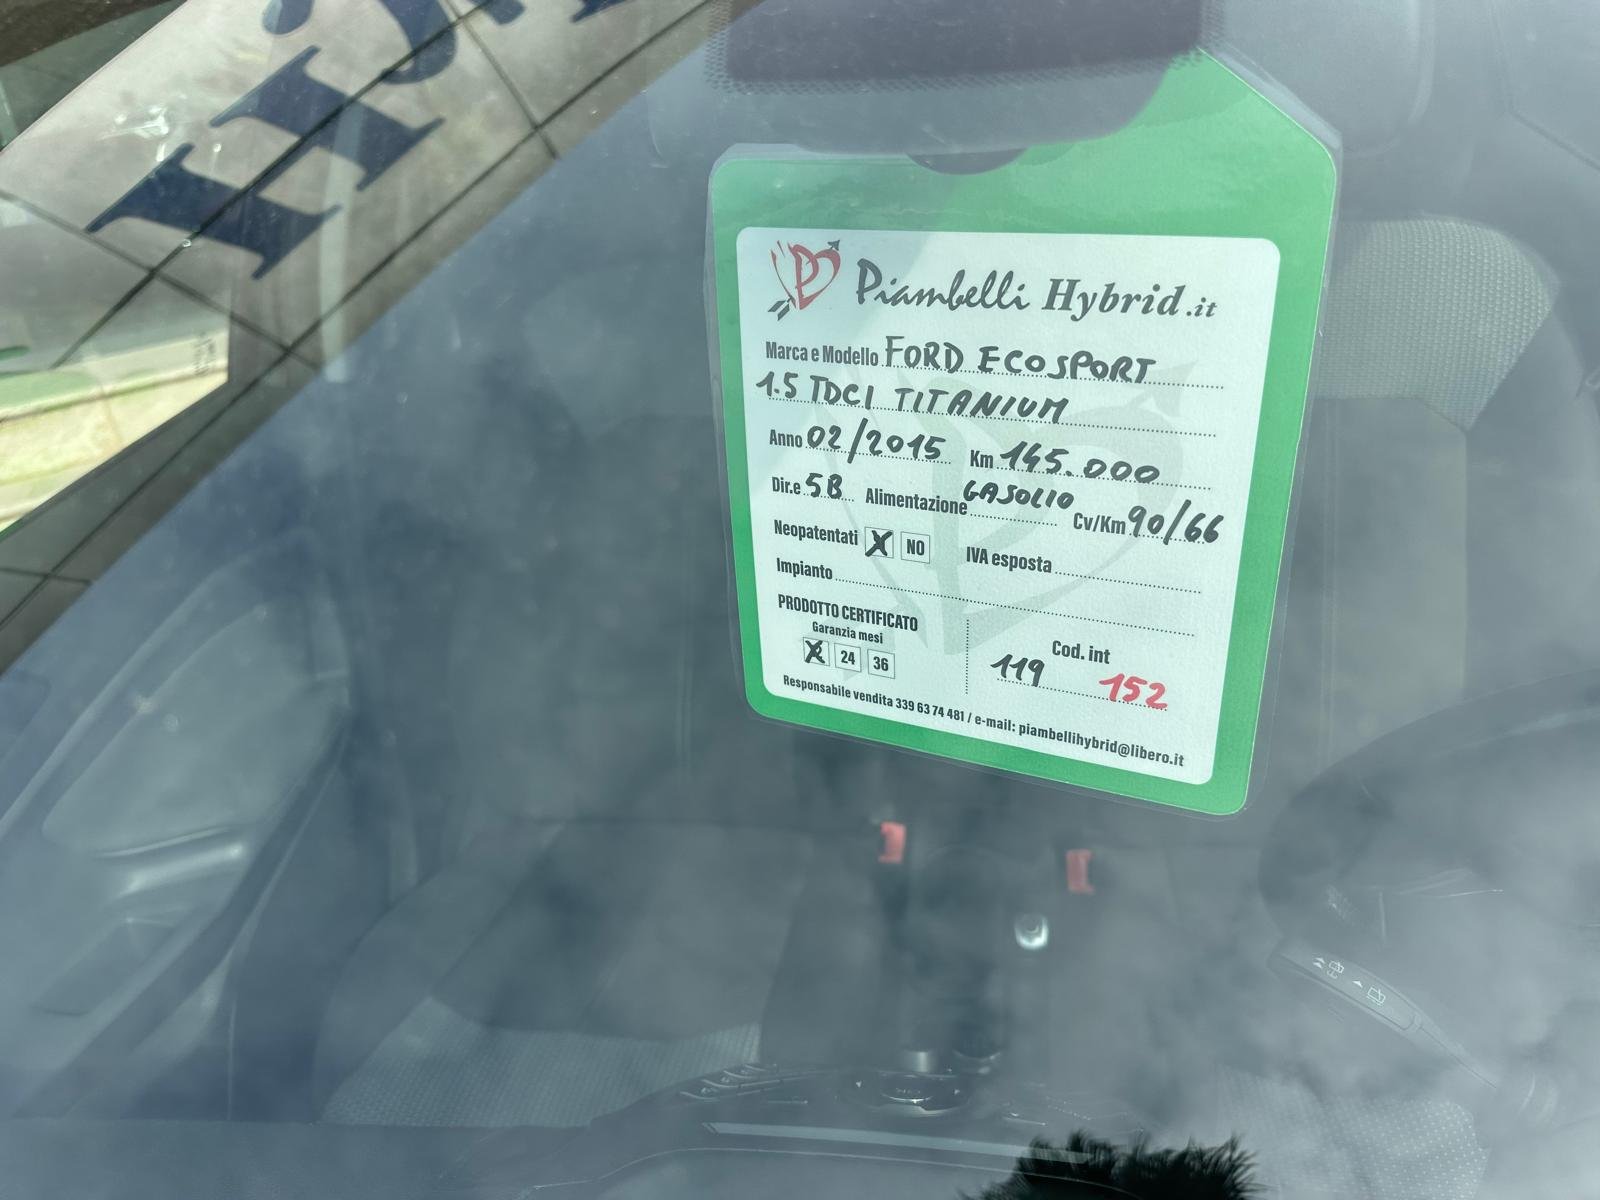 Piambelli Hybrid.it
Marca e Modello FORD ECOSPORT
1.5 TDCI TITANIUM
Anno 02/2015 Km 145.000
Dir.e 5B Alimentazione GASOLIO Cv/Km 90/66
Neopatentati X NO IVA esposta
Impianto
PRODOTTO CERTIFICATO
Garanzia mesi
X 24 36
Cod. int
119 152
Responsabile vendita 339 63 74 481 / e-mail: piambellihybrid@libero.it